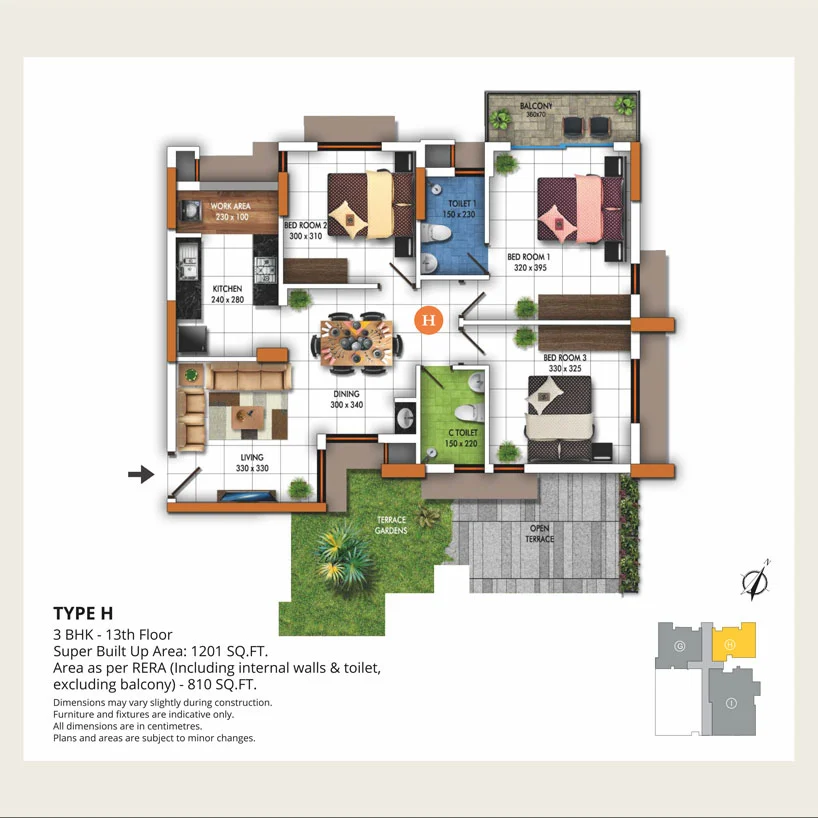 BALCONY
380x70
WORK AREA
230 x 100
BED ROOM 2
300 x 310
TOILET 1
150 x 230
BED ROOM 1
320 x 395
KITCHEN
240 x 280
H
BED ROOM 3
330 x 325
DINING
300 x 340
C TOILET
150 x 220
LIVING
330 x 330
TERRACE
GARDENS
OPEN
TERRACE
N
TYPE H
3 BHK - 13th Floor
Super Built Up Area: 1201 SQ.FT.
Area as per RERA (Including internal walls & toilet,
excluding balcony) - 810 SQ.FT.
Dimensions may vary slightly during construction.
Furniture and fixtures are indicative only.
All dimensions are in centimetres.
Plans and areas are subject to minor changes.
G
H
I